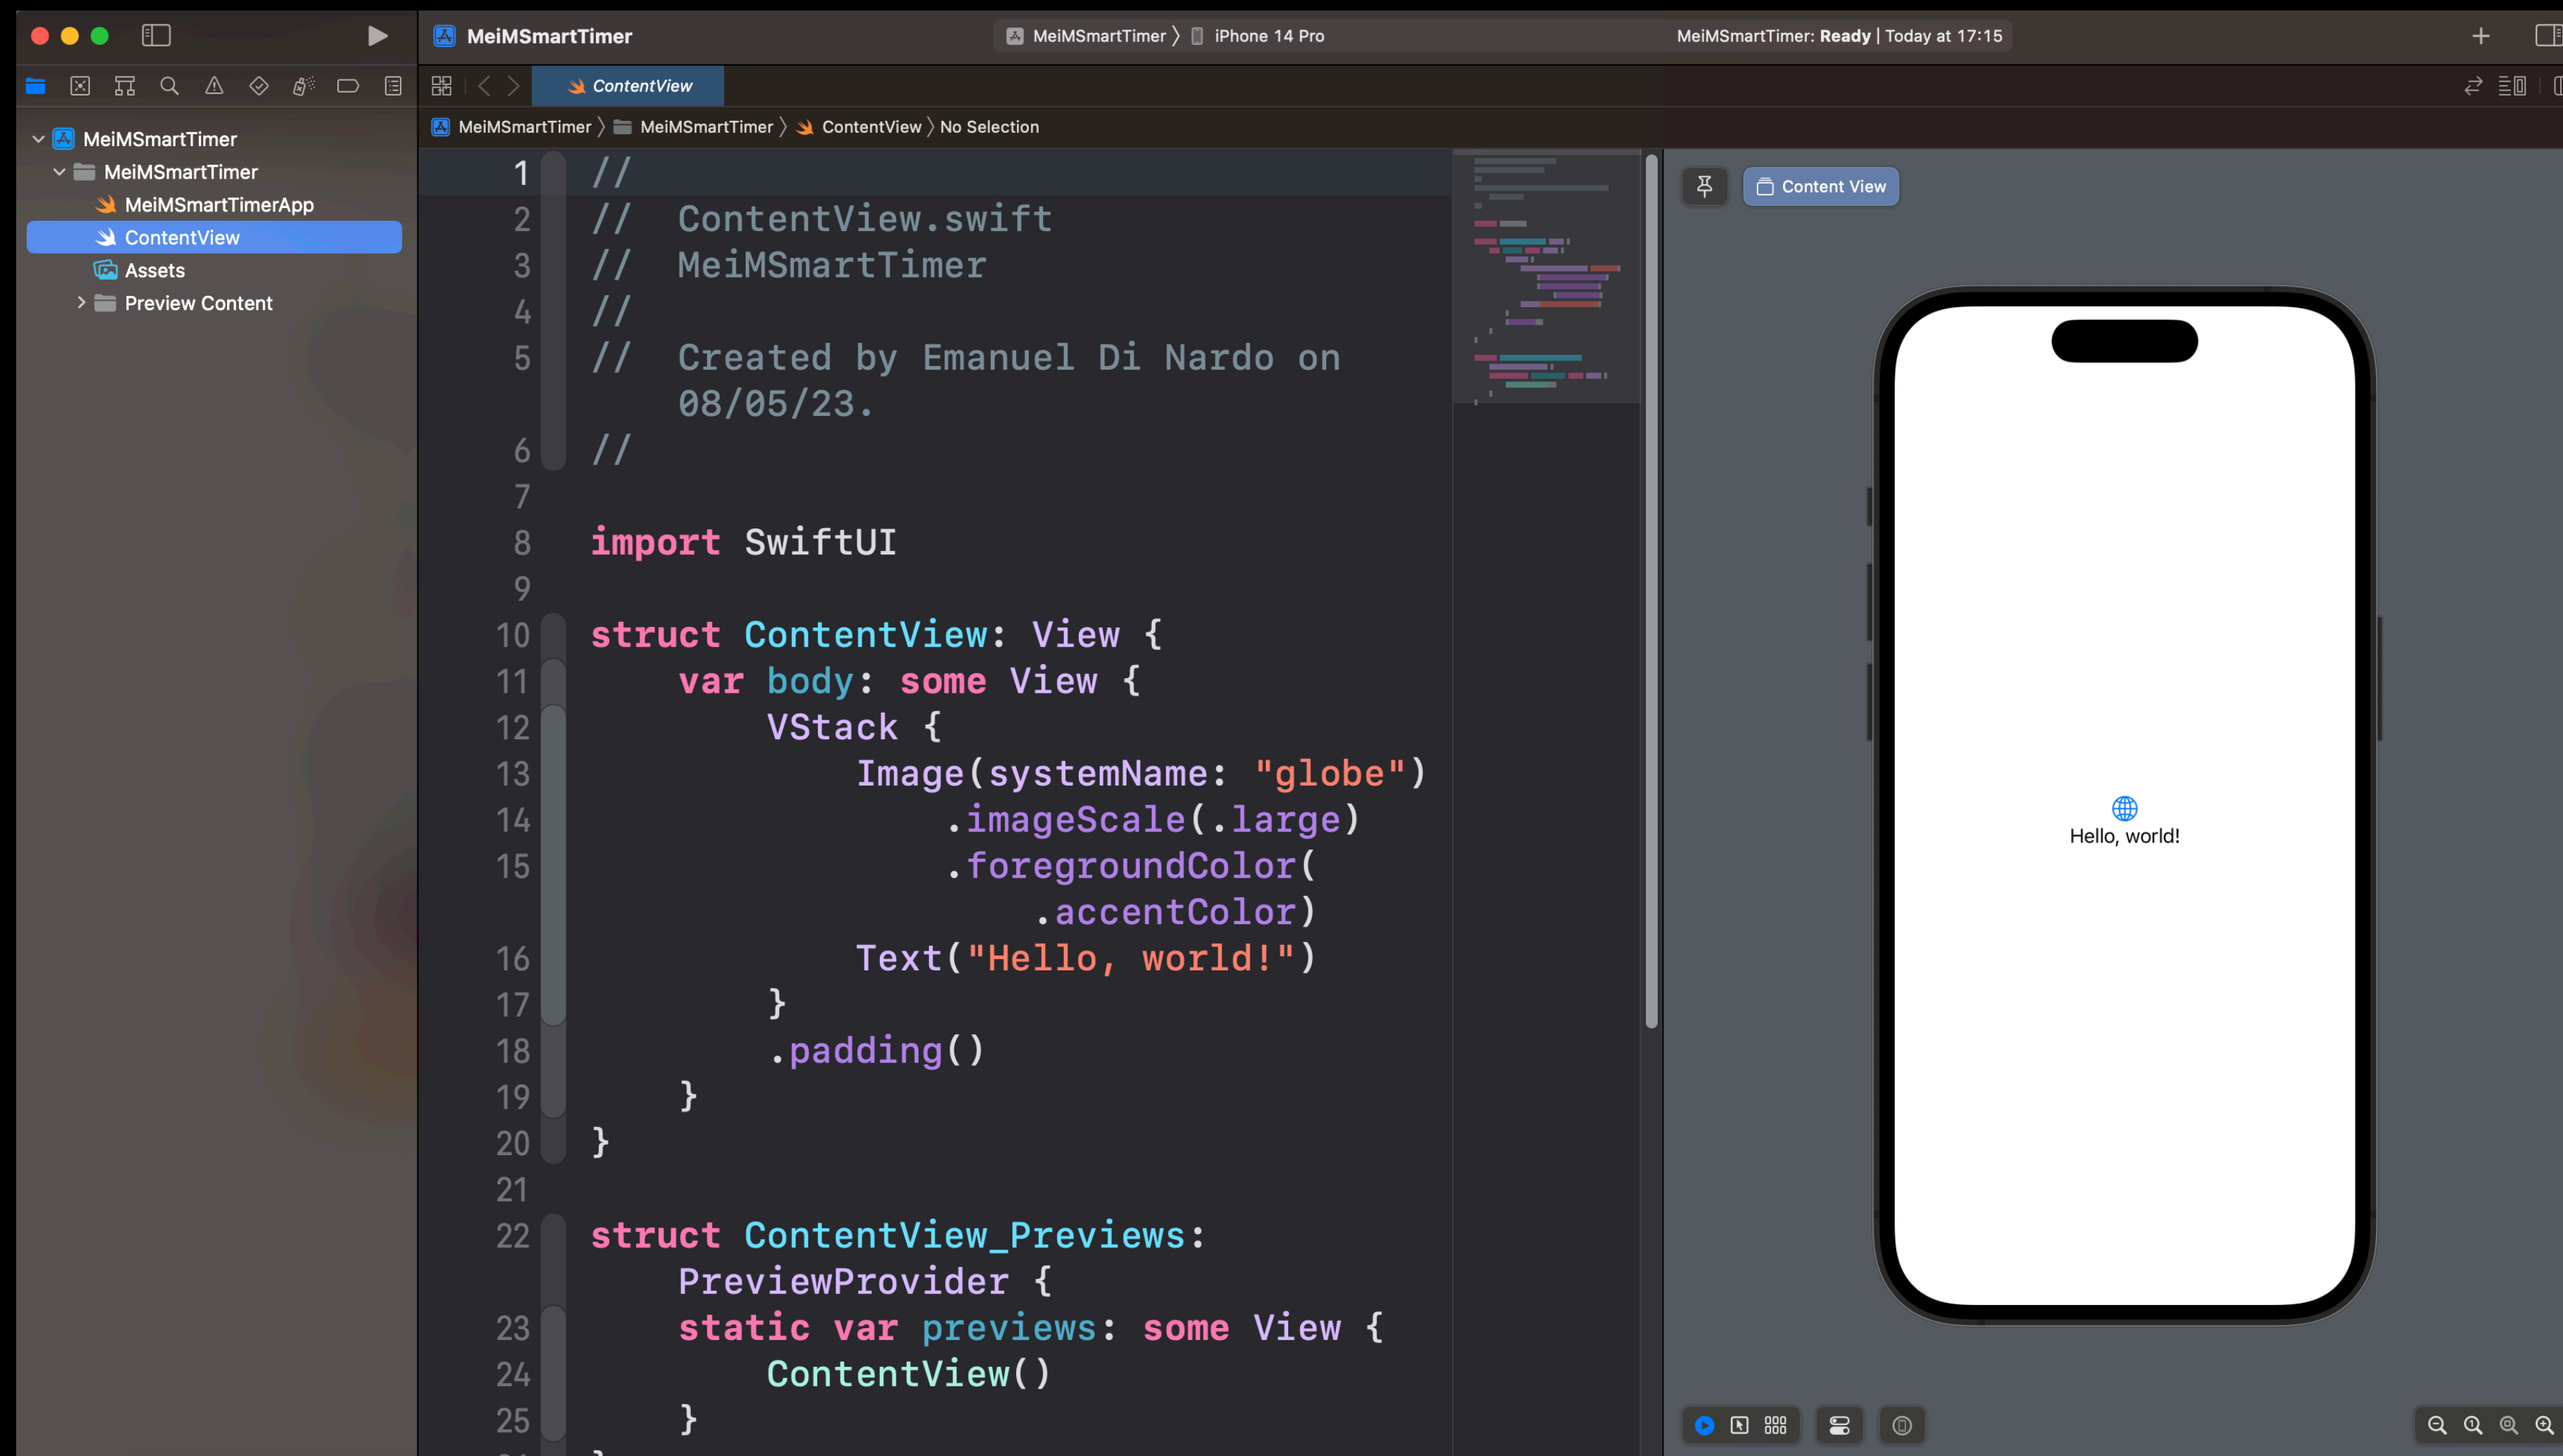 MeiMSmartTimer
MeiMSmartTimer iPhone 14 Pro
MeiMSmartTimer: Ready | Today at 17:15
ContentView
MeiMSmartTimer MeiMSmartTimer ContentView No Selection
MeiMSmartTimer
MeiMSmartTimer
MeiMSmartTimerApp
ContentView
Assets
Preview Content
1 //
2 // ContentView.swift
3 // MeiMSmartTimer
4 //
5 // Created by Emanuel Di Nardo on
08/05/23.
6 //
7
8 import SwiftUI
9
10 struct ContentView: View {
11 var body: some View {
12 VStack {
13 Image(systemName: "globe")
14 .imageScale(.large)
15 .foregroundColor(
.accentColor)
16 Text("Hello, world!")
17 }
18 .padding()
19 }
20 }
21
22 struct ContentView_Previews:
PreviewProvider {
23 static var previews: some View {
24 ContentView()
25 }
Content View
Hello, world!